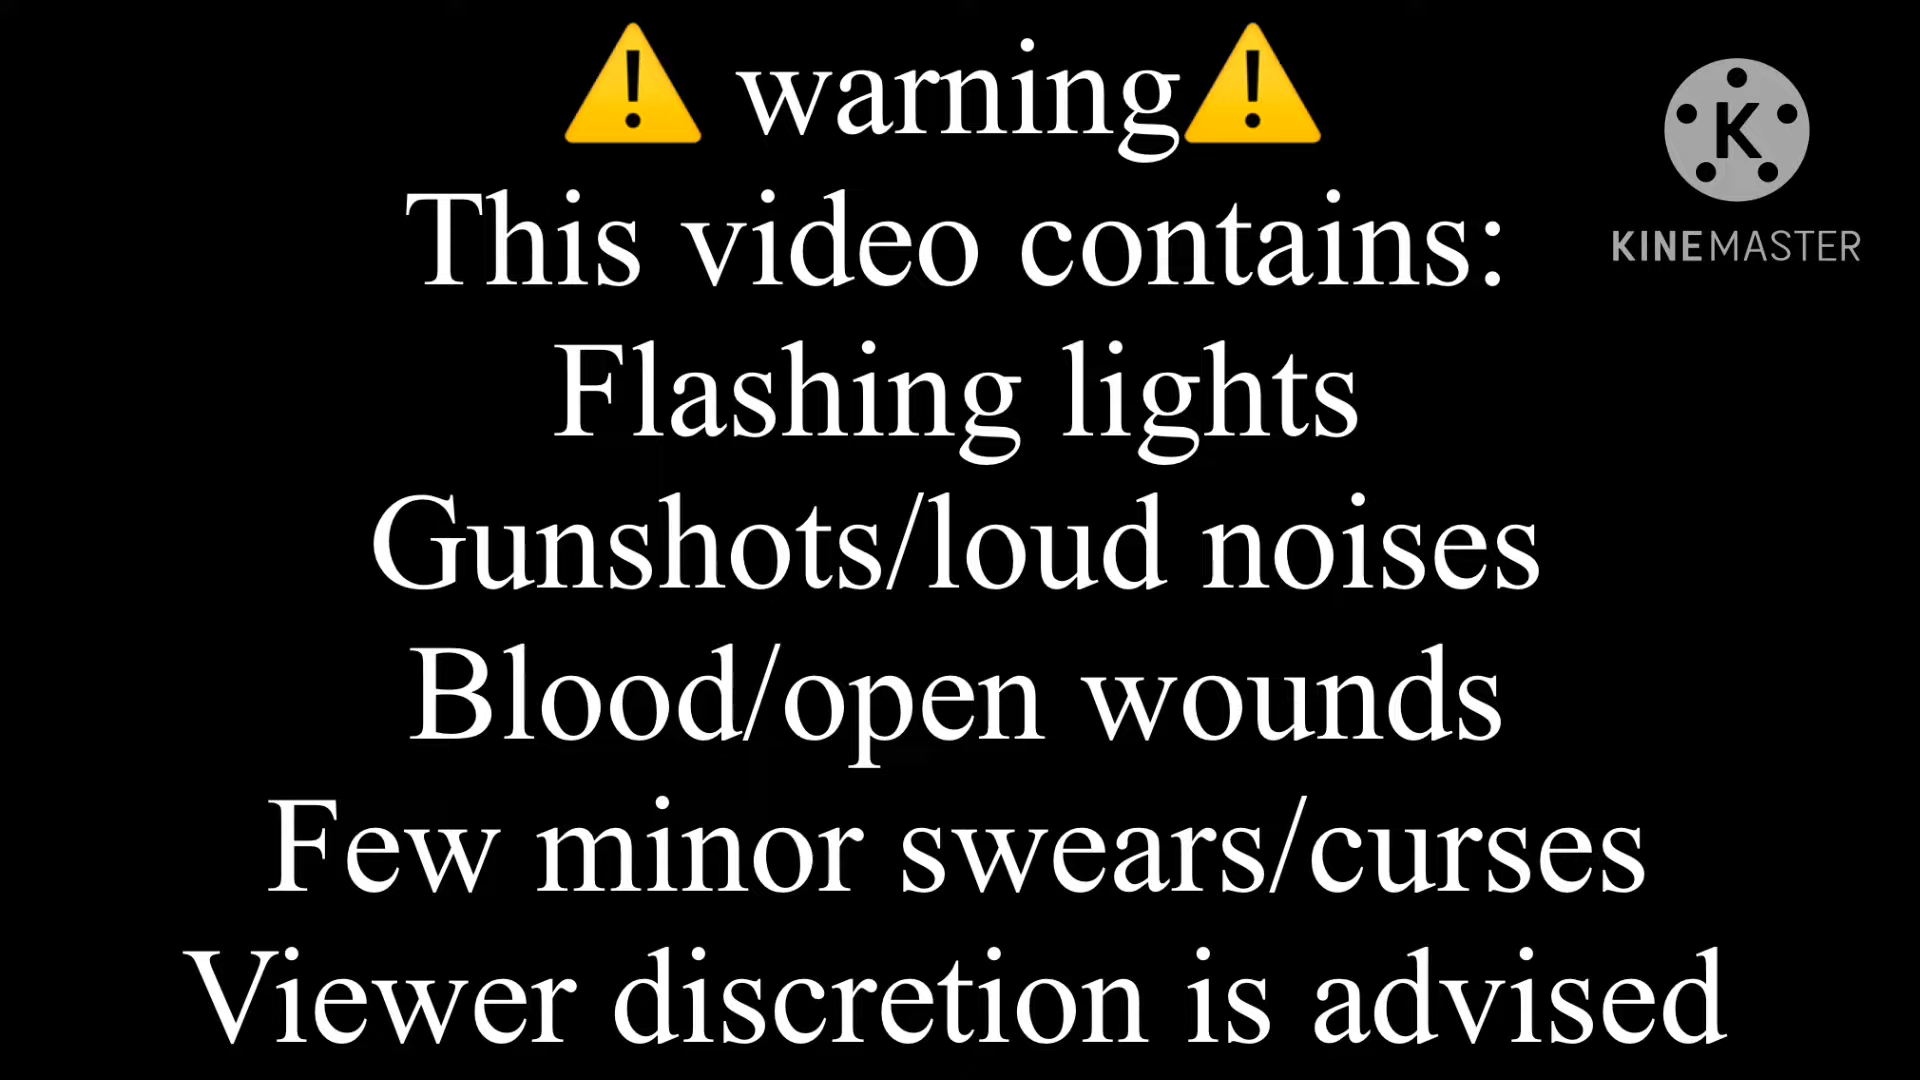 ⚠️ warning⚠️
K
KINEMASTER
This video contains:
Flashing lights
Gunshots/loud noises
Blood/open wounds
Few minor swears/curses
Viewer discretion is advised